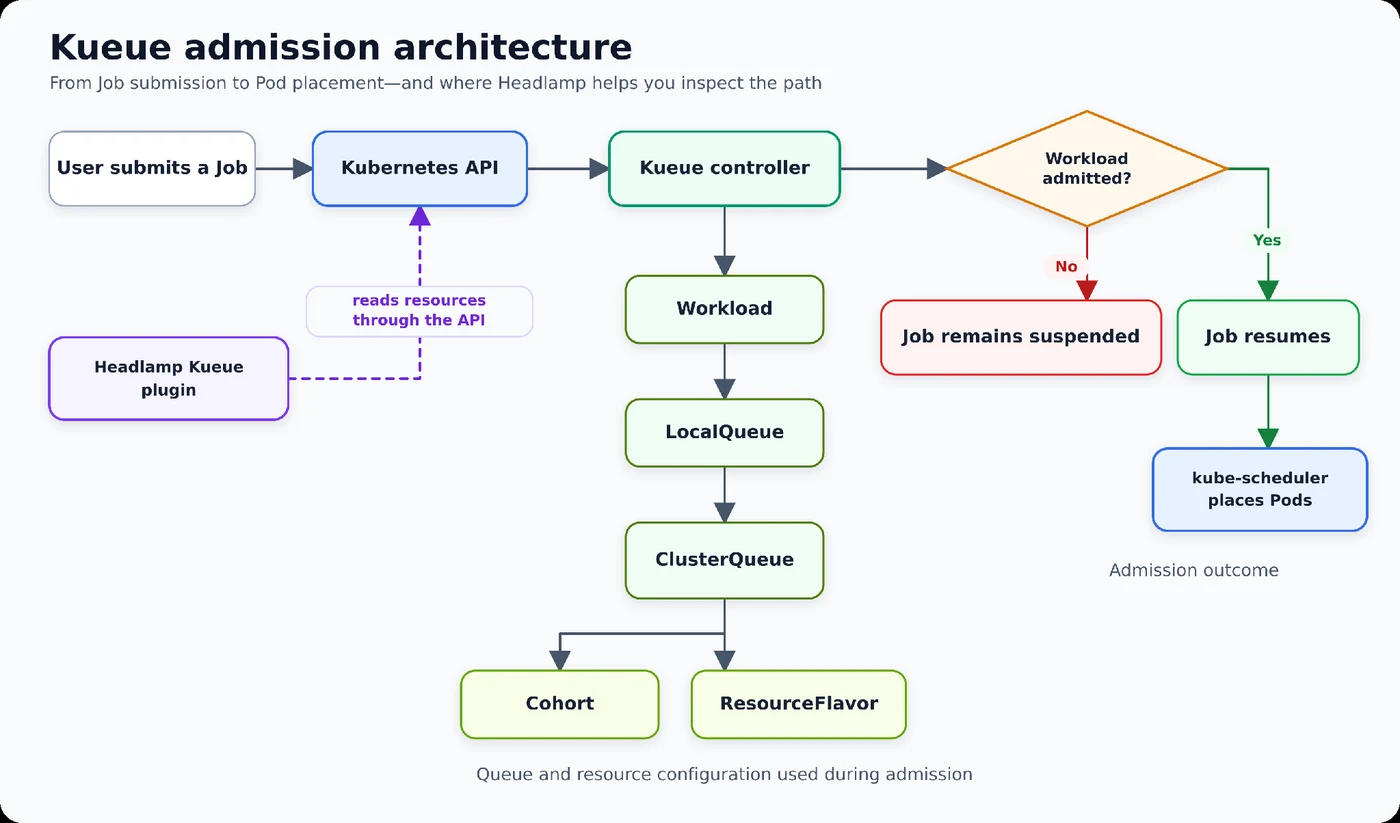 Kueue admission architecture
From Job submission to Pod placement—and where Headlamp helps you inspect the path
User submits a Job
Kubernetes API
Kueue controller
Workload
admitted?
Yes
No
reads resources
through the API
Workload
Job remains suspended
Job resumes
Headlamp Kueue
plugin
LocalQueue
kube-scheduler
places Pods
ClusterQueue
Admission outcome
Cohort
ResourceFlavor
Queue and resource configuration used during admission